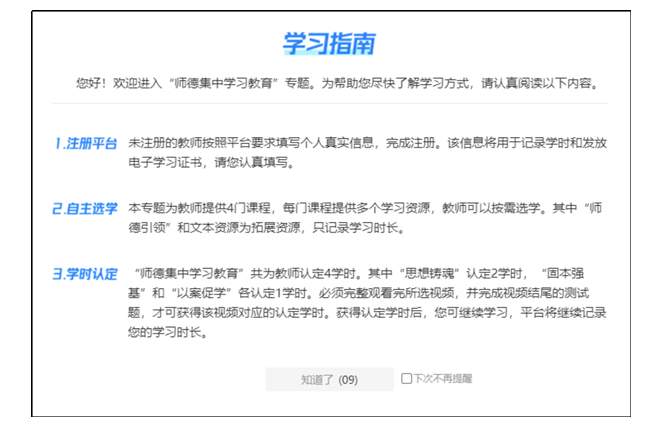 学习指南
您好！欢迎进入“师德集中学习教育”专题。为帮助您尽快了解学习方式，请认真阅读以下内容。
1.注册平台 未注册的教师按照平台要求填写个人真实信息，完成注册。该信息将用于记录学时和发放
电子学习证书，请您认真填写。
2.自主选学 本专题为教师提供4门课程，每门课程提供多个学习资源，教师可以按需选学。其中“师
德引领”和文本资源为拓展资源，只记录学习时长。
3.学时认定 “师德集中学习教育”共为教师认定4学时。其中“思想铸魂”认定2学时，“固本强
基”和“以案促学”各认定1学时。必须完整观看完所选视频，并完成视频结尾的测试
题，才可获得该视频对应的认定学时。获得认定学时后，您可继续学习，平台将继续记录
您的学习时长。
知道了 (09) 下次不再提醒